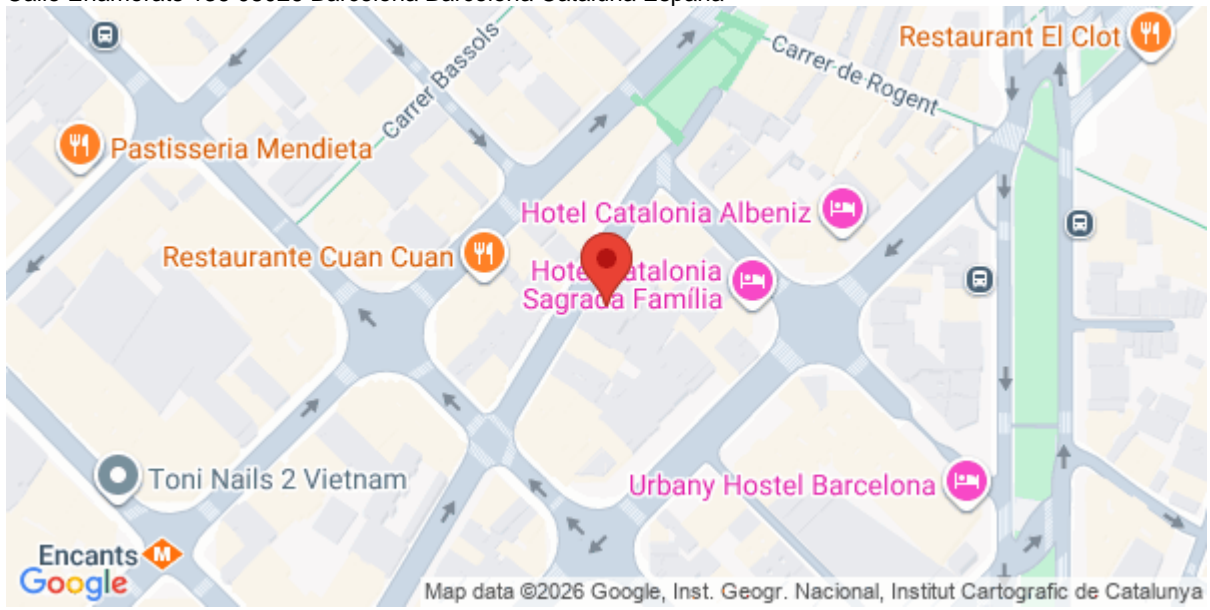 Carrer Bassols
Carrer de Rogent
Restaurant El Clot
Pastisseria Mendieta
Hotel Catalonia Albeniz
Restaurante Cuan Cuan
Hotel Catalonia
Sagrada Família
Toni Nails 2 Vietnam
Urbany Hostel Barcelona
Encants M
Google
Map data ©2026 Google, Inst. Geogr. Nacional, Institut Cartografic de Catalunya